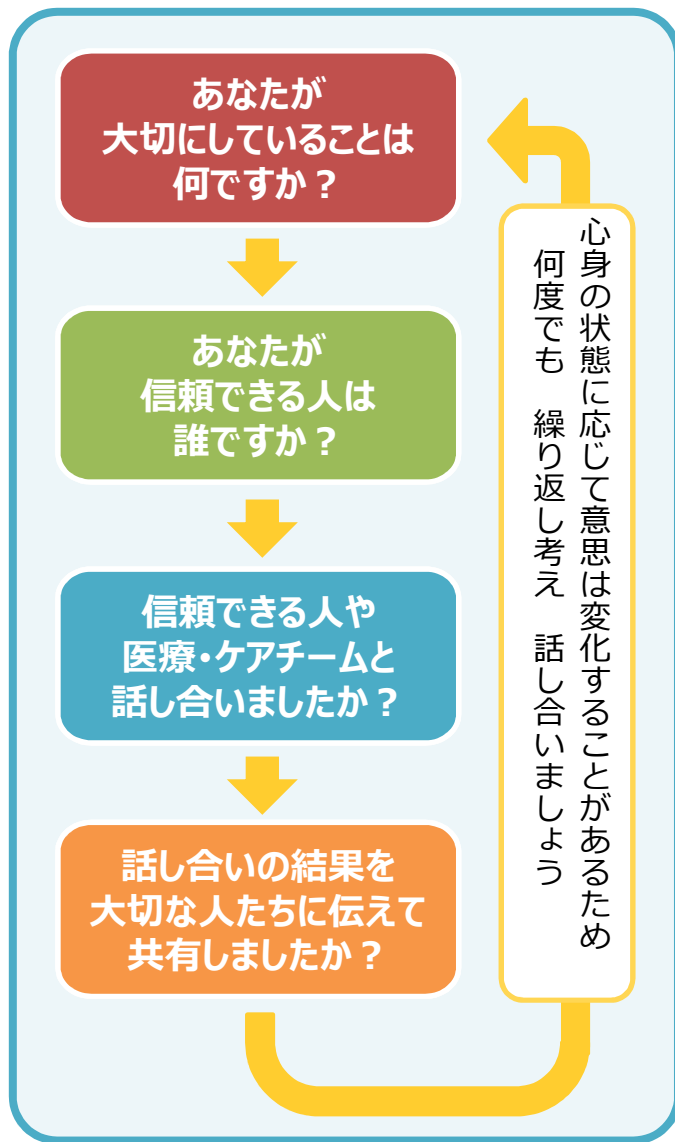 あなたが
大切にしていることは
何ですか？
あなたが
信頼できる人は
誰ですか？
信頼できる人や
医療・ケアチームと
話し合いましたか？
話し合いの結果を
大切な人たちに伝えて
共有しましたか？
心身の状態に応じて意思は変化することがあるため
何度でも　繰り返し考え　話し合いましょう